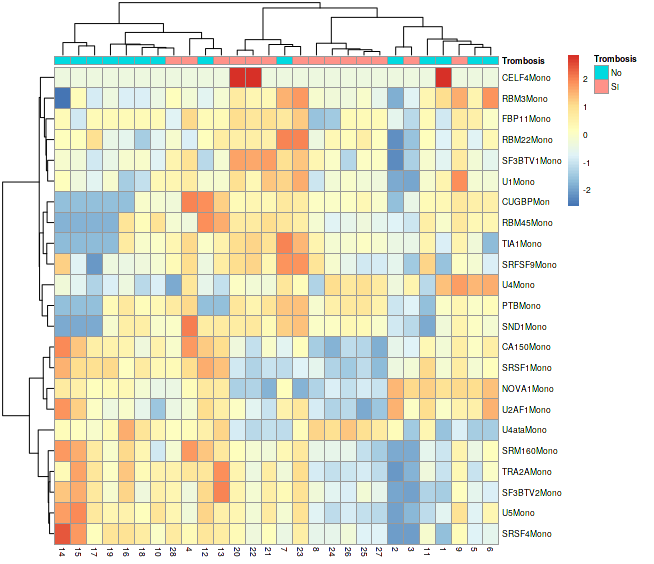 Trombosis
CELF4Mono
RBM3Mono
FBP11Mono
RBM22Mono
SF3BTV1Mono
U1Mono
CUGBPMon
RBM45Mono
TIA1Mono
SRFSF9Mono
U4Mono
PTBMono
SND1Mono
CA150Mono
SRSF1Mono
NOVA1Mono
U2AF1Mono
U4ataMono
SRM160Mono
TRA2AMono
SF3BTV2Mono
U5Mono
SRSF4Mono
14 15 17 19 16 18 10 28 4 12 13 20 22 21 7 23 8 24 26 25 27 2 3 11 1 9 5 6
2
1
0
-1
-2
Trombosis
No
SI